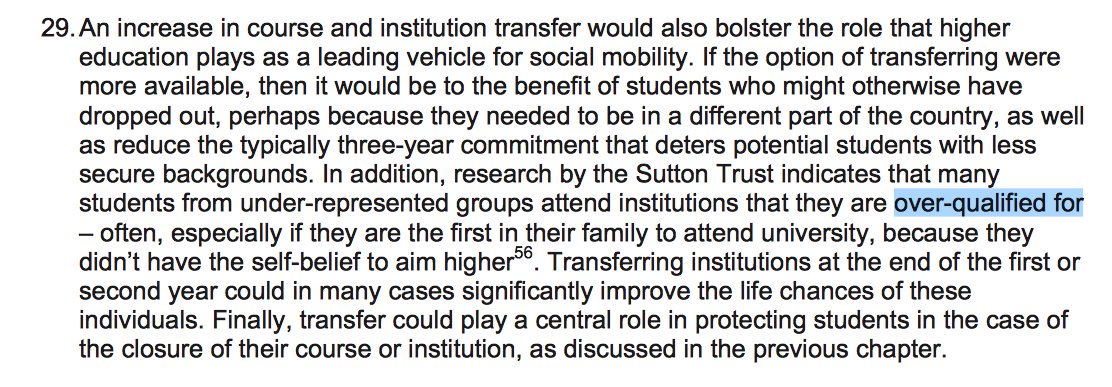 29. An increase in course and institution transfer would also bolster the role that higher
education plays as a leading vehicle for social mobility. If the option of transferring were
more available, then it would be to the benefit of students who might otherwise have
dropped out, perhaps because they needed to be in a different part of the country, as well
as reduce the typically three-year commitment that deters potential students with less
secure backgrounds. In addition, research by the Sutton Trust indicates that many
students from under-represented groups attend institutions that they are over-qualified for
– often, especially if they are the first in their family to attend university, because they
didn’t have the self-belief to aim higher56. Transferring institutions at the end of the first or
second year could in many cases significantly improve the life chances of these
individuals. Finally, transfer could play a central role in protecting students in the case of
the closure of their course or institution, as discussed in the previous chapter.